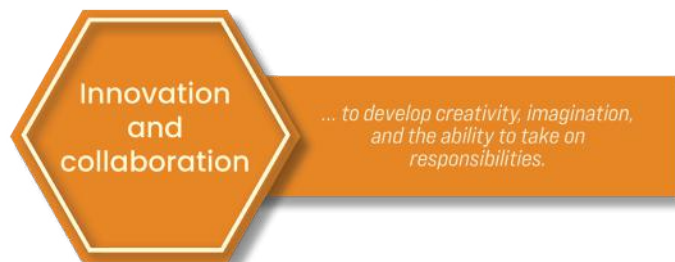 Innovation
and
collaboration
... to develop creativity, imagination,
and the ability to take on
responsibilities.